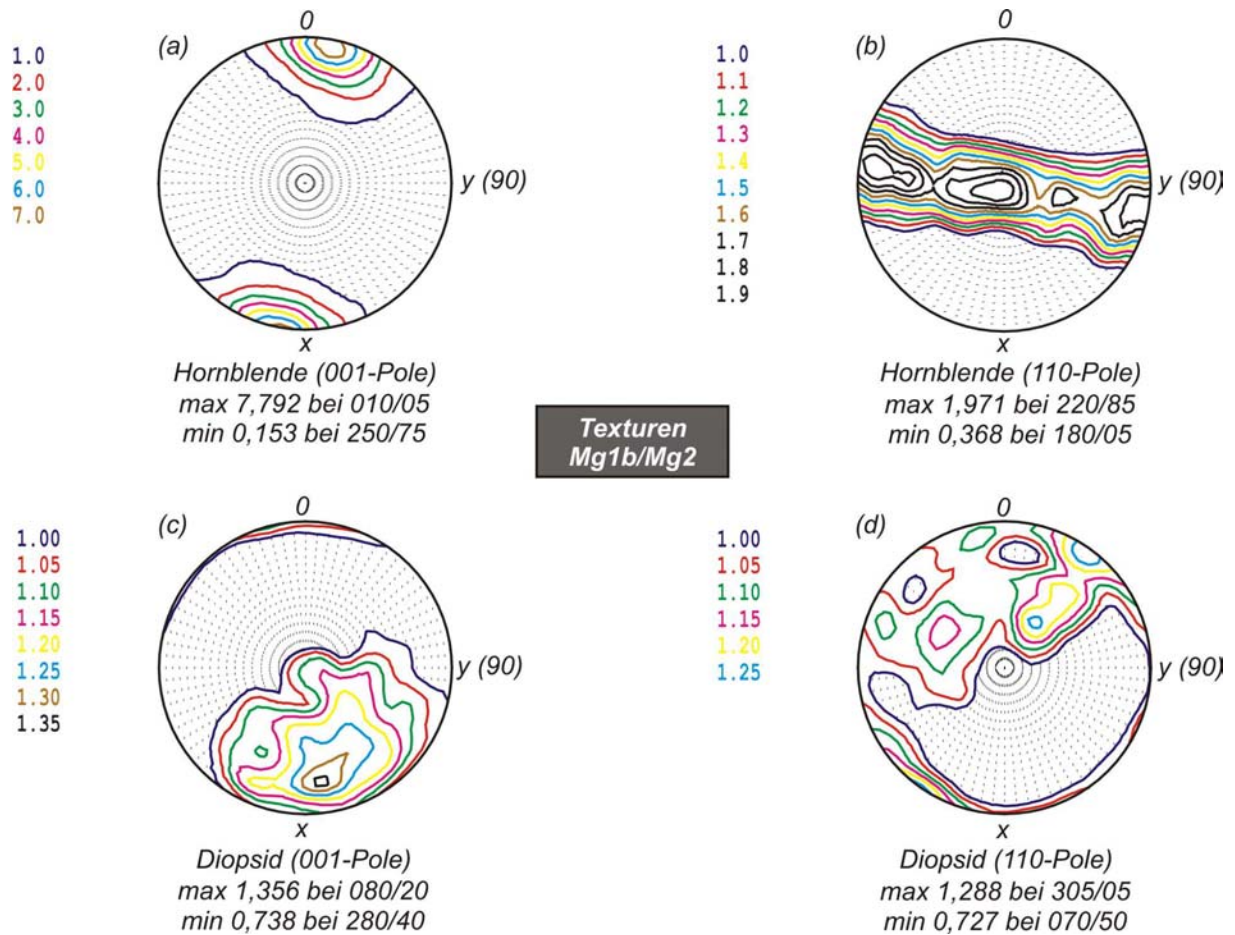 0
(a)
1.0
2.0
3.0
4.0
5.0
6.0
7.0
y (90)
x
Hornblende (001-Pole)
max 7,792 bei 010/05
min 0,153 bei 250/75
0
(b)
1.0
1.1
1.2
1.3
1.4
1.5
1.6
1.7
1.8
1.9
y (90)
x
Hornblende (110-Pole)
max 1,971 bei 220/85
min 0,368 bei 180/05
Texturen
Mg1b/Mg2
0
(c)
1.00
1.05
1.10
1.15
1.20
1.25
1.30
1.35
y (90)
x
Diopsid (001-Pole)
max 1,356 bei 080/20
min 0,738 bei 280/40
0
(d)
1.00
1.05
1.10
1.15
1.20
1.25
y (90)
x
Diopsid (110-Pole)
max 1,288 bei 305/05
min 0,727 bei 070/50